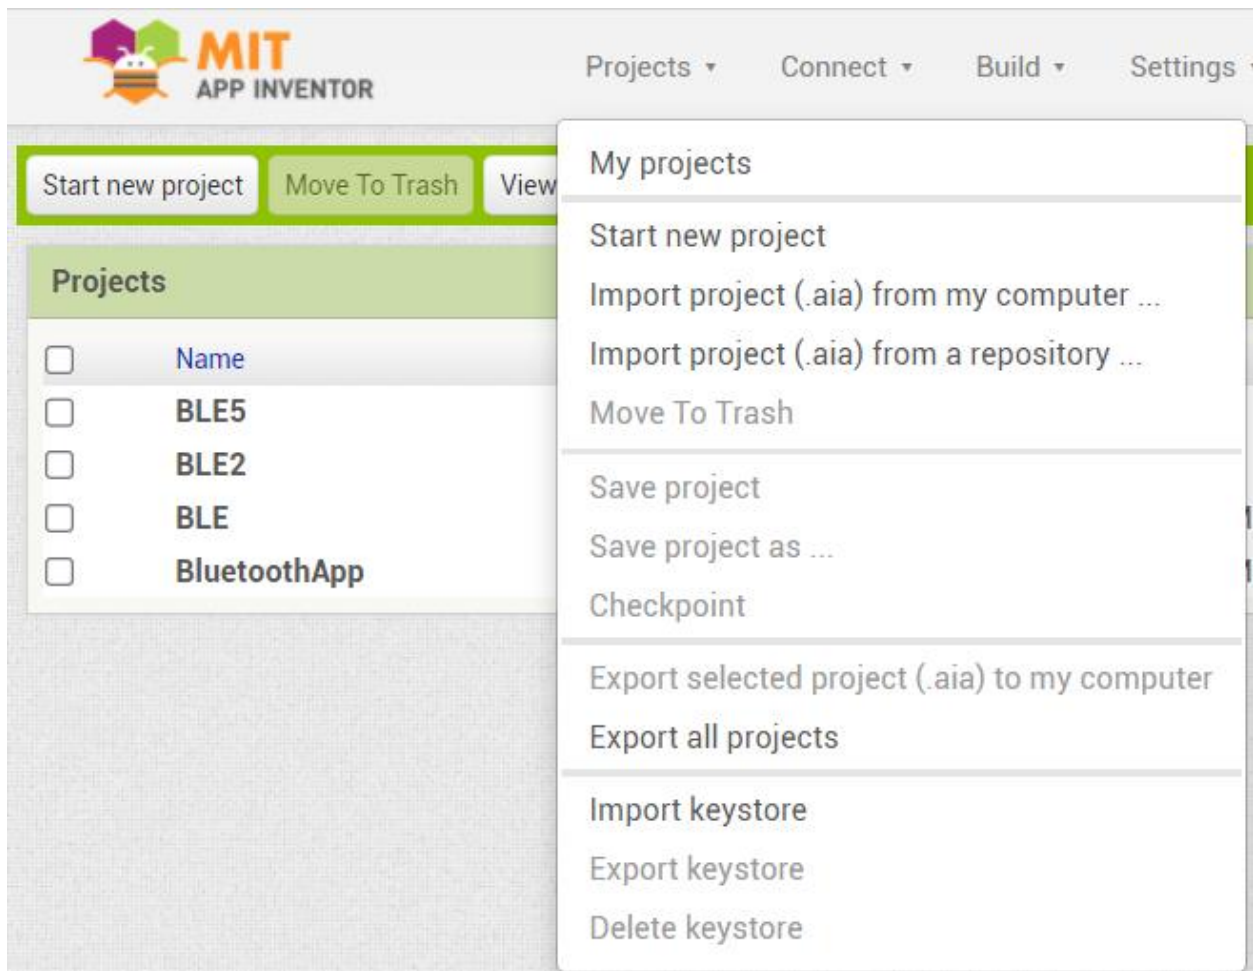 MIT
APP INVENTOR
Projects
Connect
Build
Settings
Start new project
Move To Trash
View
Projects
Name
BLE5
BLE2
BLE
BluetoothApp
My projects
Start new project
Import project (.aia) from my computer ...
Import project (.aia) from a repository ...
Move To Trash
Save project
Save project as ...
Checkpoint
Export selected project (.aia) to my computer
Export all projects
Import keystore
Export keystore
Delete keystore